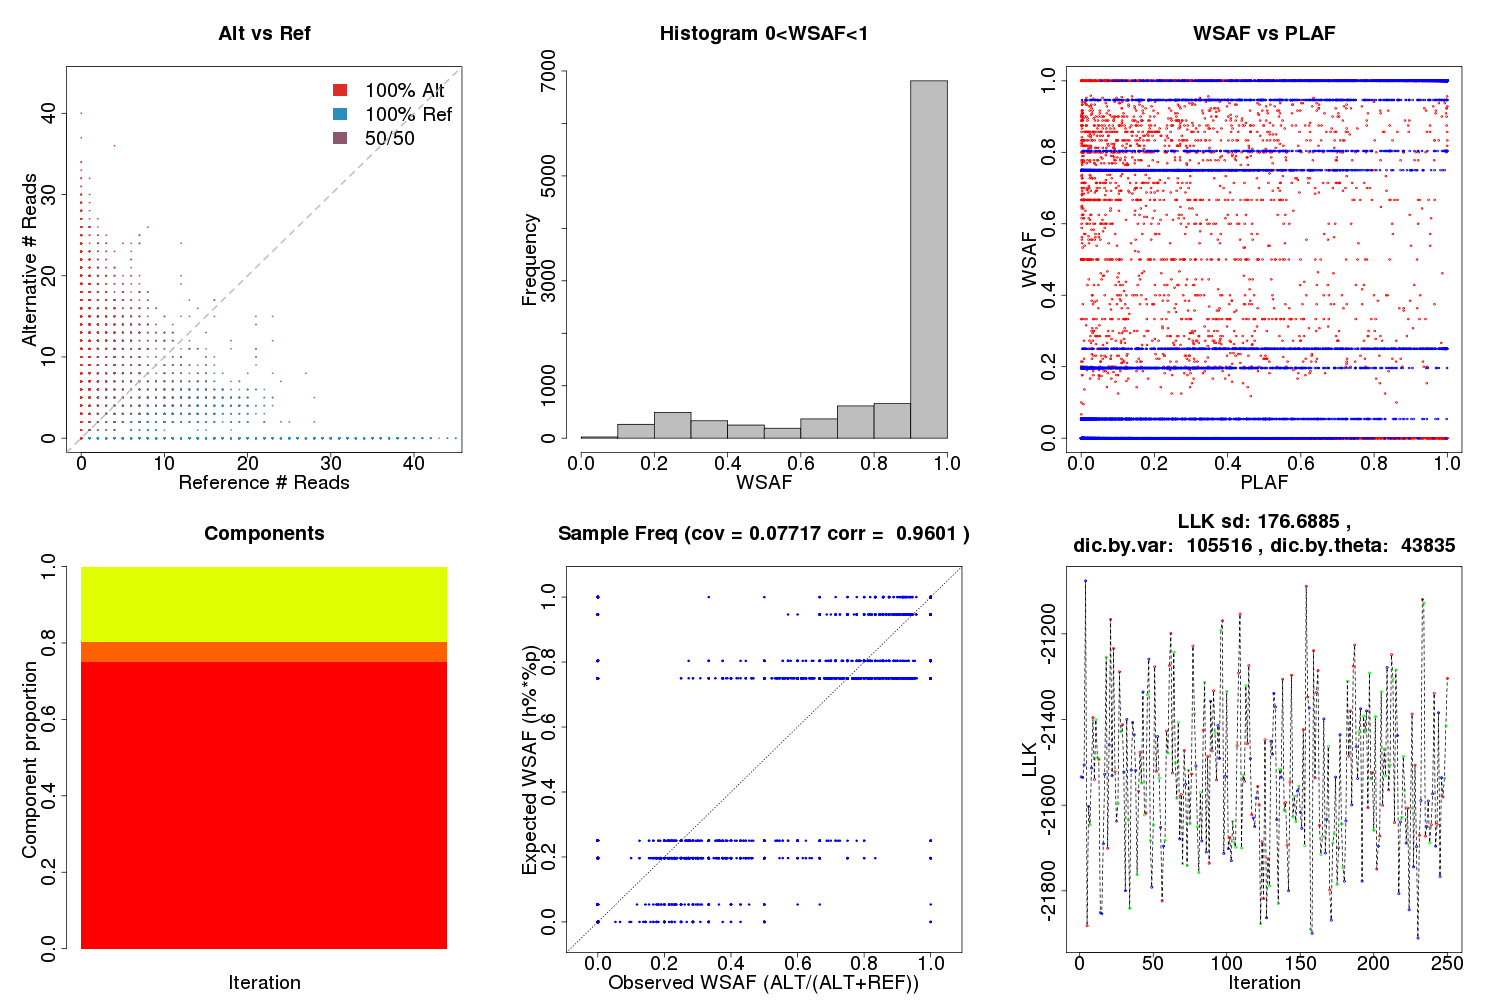 Alt vs Ref
Alternative # Reads
0 10 20 30 40
100% Alt
100% Ref
50/50
0 10 20 30 40
Reference # Reads
Histogram 0<WSAF<1
Frequency
0 1000 3000 5000 7000
0.0 0.2 0.4 0.6 0.8 1.0
WSAF
WSAF vs PLAF
WSAF
0.0 0.2 0.4 0.6 0.8 1.0
0.0 0.2 0.4 0.6 0.8 1.0
PLAF
Components
Component proportion
0.0 0.2 0.4 0.6 0.8 1.0
Iteration
Sample Freq (cov = 0.07717 corr = 0.9601 )
Expected WSAF (h%*%p)
0.0 0.2 0.4 0.6 0.8 1.0
0.0 0.2 0.4 0.6 0.8 1.0
Observed WSAF (ALT/(ALT+REF))
LLK sd: 176.6885 ,
dic.by.var: 105516 , dic.by.theta: 43835
LLK
-21800 -21600 -21400 -21200
0 50 100 150 200 250
Iteration